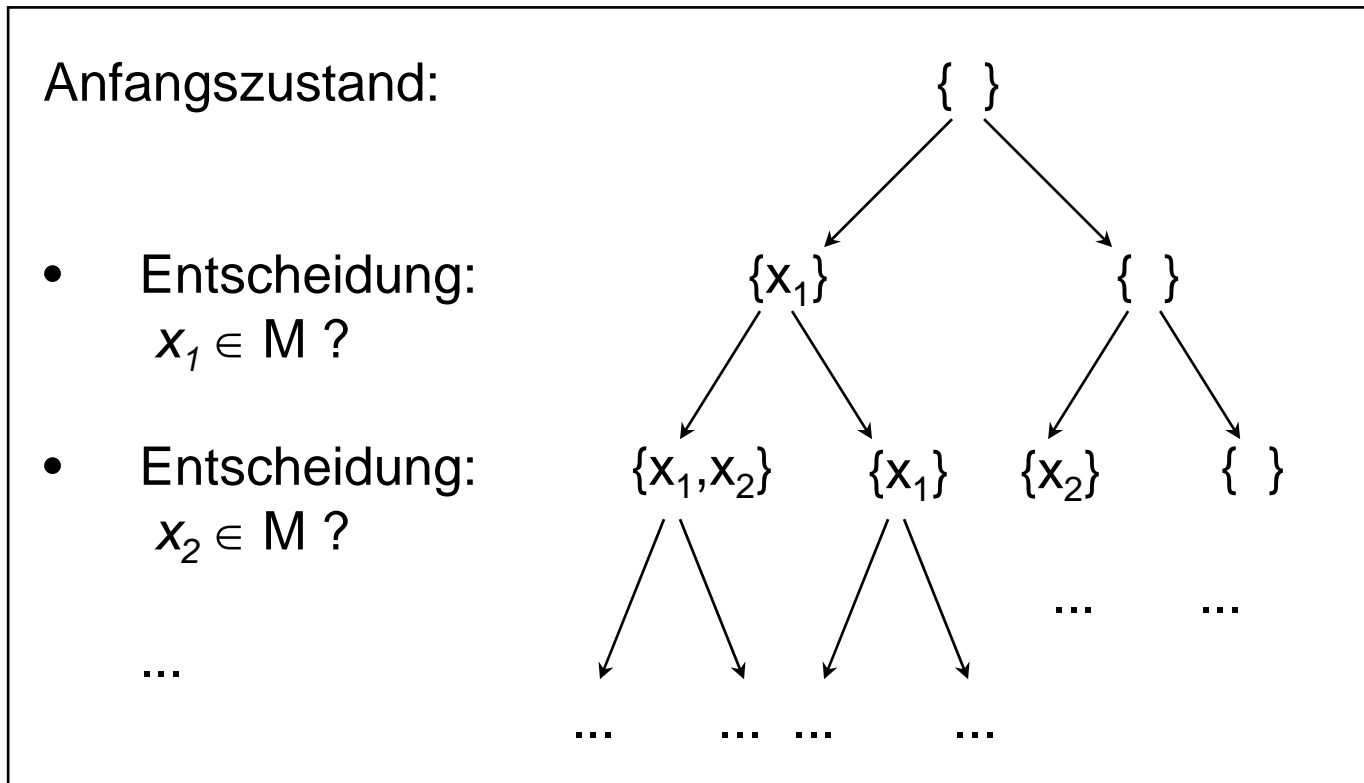 Anfangszustand: { }
• Entscheidung: {x₁} { }
x₁ ∈ M ?
• Entscheidung: {x₁,x₂} {x₁} {x₂} { }
x₂ ∈ M ?
... ...
...
... ... ... ...